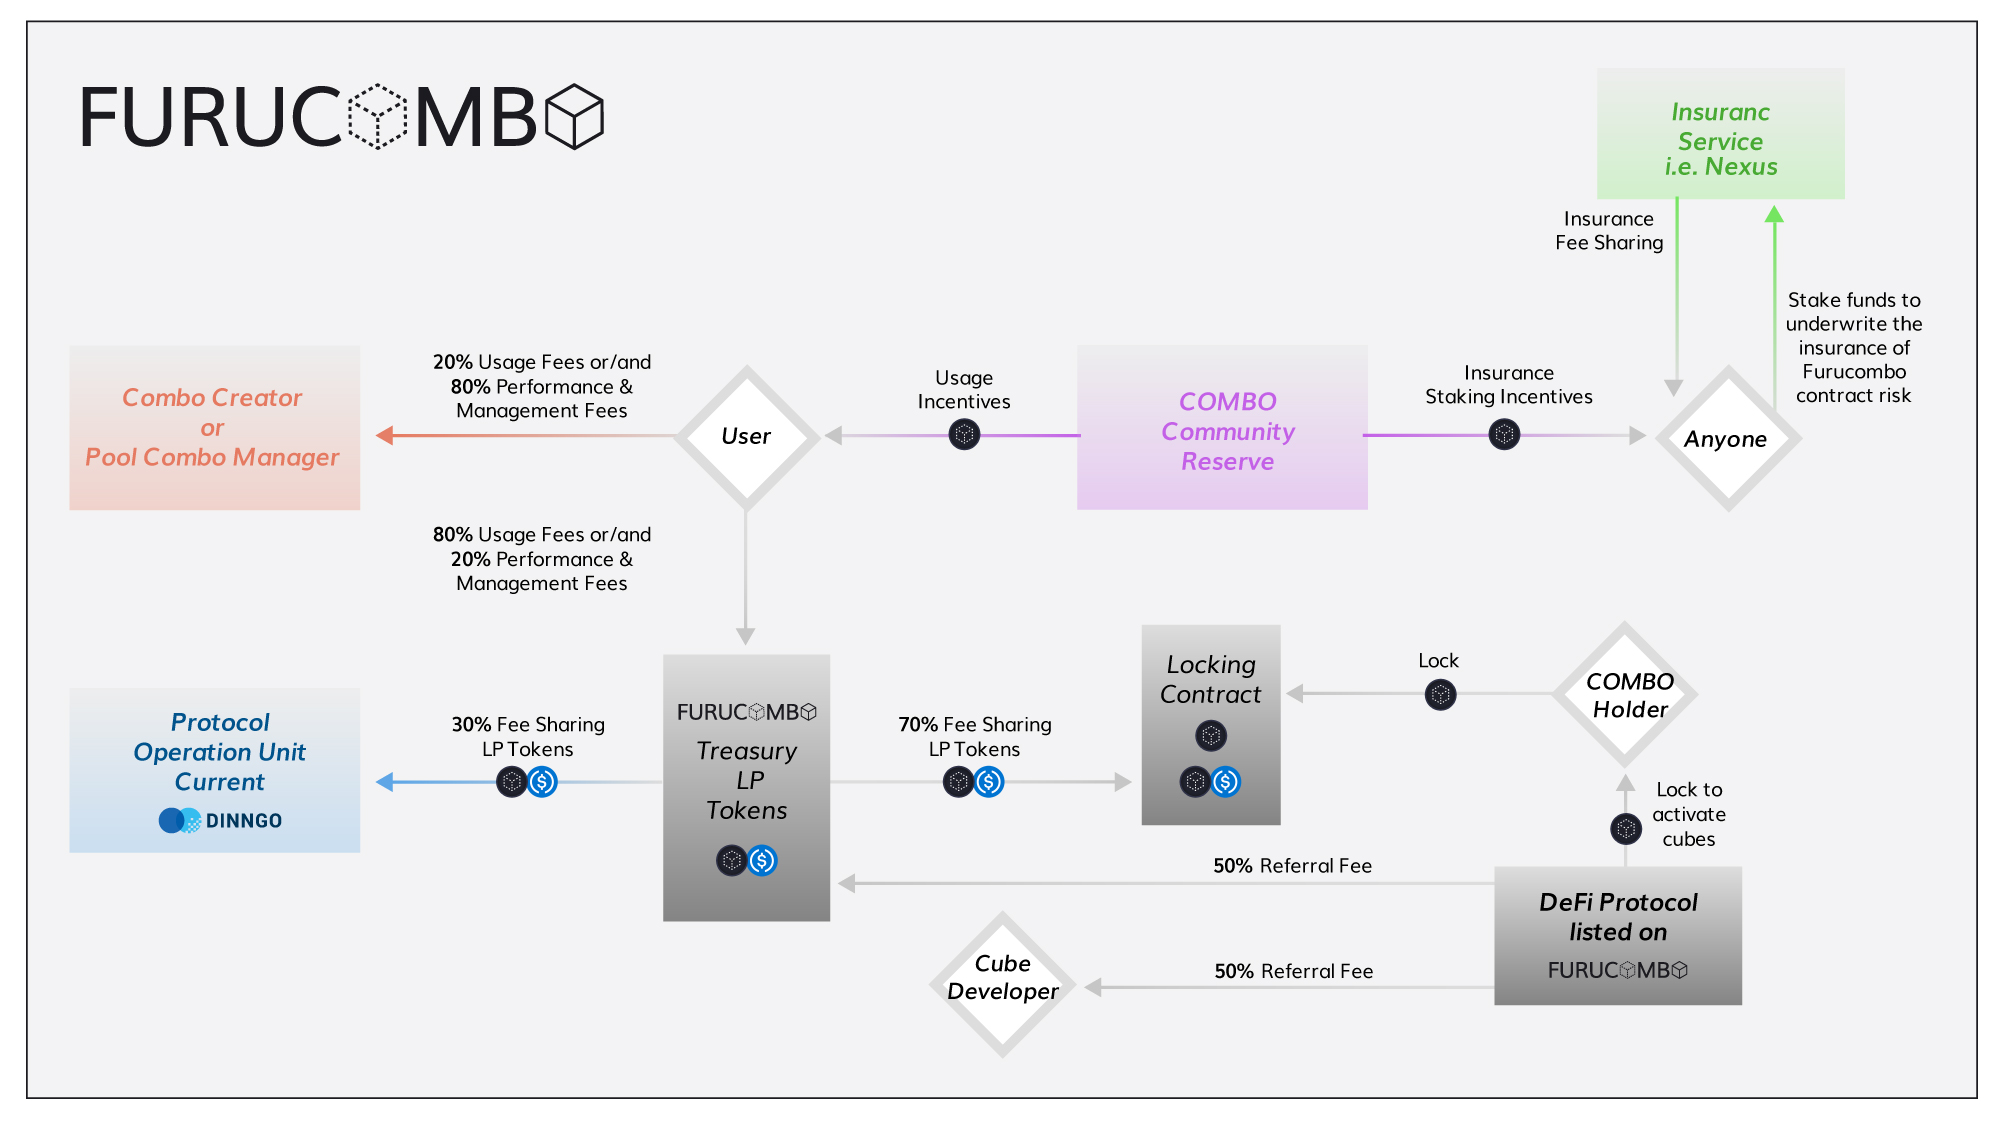 FURUCOMBO
Insuranc
Service
i.e. Nexus
Insurance
Fee Sharing
Stake funds to
underwrite the
insurance of
Furucombo
contract risk
Combo Creator
or
Pool Combo Manager
20% Usage Fees or/and
80% Performance &
Management Fees
User
Usage
Incentives
COMBO
Community
Reserve
Insurance
Staking Incentives
Anyone
80% Usage Fees or/and
20% Performance &
Management Fees
Protocol
Operation Unit
Current
DINNGO
30% Fee Sharing
LP Tokens
FURUCOMBO
Treasury
LP
Tokens
70% Fee Sharing
LP Tokens
Locking
Contract
Lock
COMBO
Holder
Lock to
activate
cubes
50% Referral Fee
DeFi Protocol
listed on
FURUCOMBO
Cube
Developer
50% Referral Fee